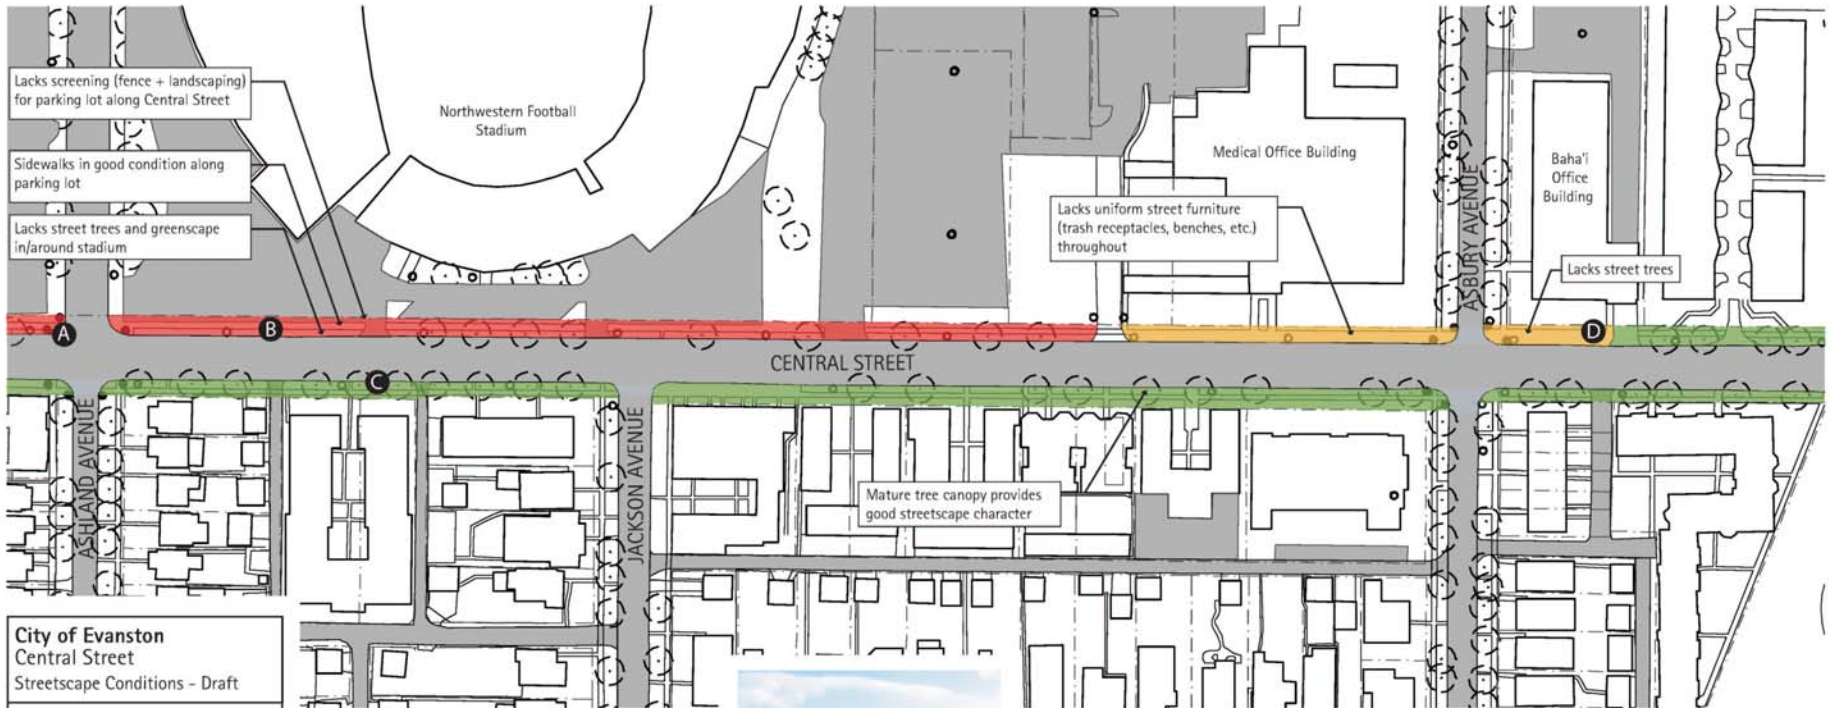 Lacks screening (fence + landscaping)
for parking lot along Central Street
Sidewalks in good condition along
parking lot
Lacks street trees and greenscape
in/around stadium
Northwestern Football
Stadium
Medical Office Building
Lacks uniform street furniture
(trash receptacles, benches, etc.)
throughout
ASBURY AVENUE
Baha'i
Office
Building
Lacks street trees
A
B
C
D
CENTRAL STREET
ASHLAND AVENUE
JACKSON AVENUE
Mature tree canopy provides
good streetscape character
City of Evanston
Central Street
Streetscape Conditions - Draft